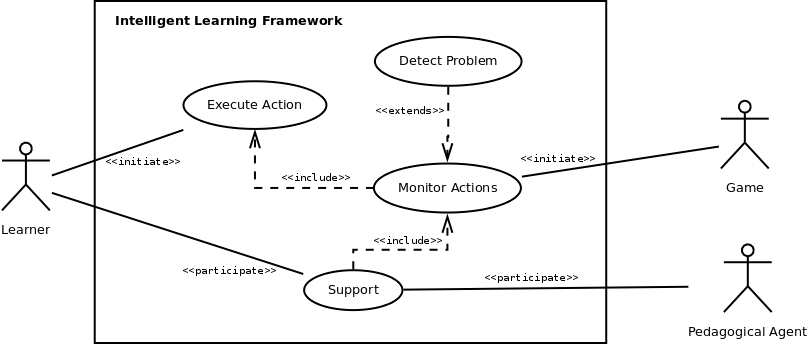 Intelligent Learning Framework
Detect Problem
Execute Action
<<extends>>
<<initiate>>
<<initiate>>
<<include>>
Monitor Actions
Game
Learner
<<include>>
<<participate>>
<<participate>>
Support
Pedagogical Agent